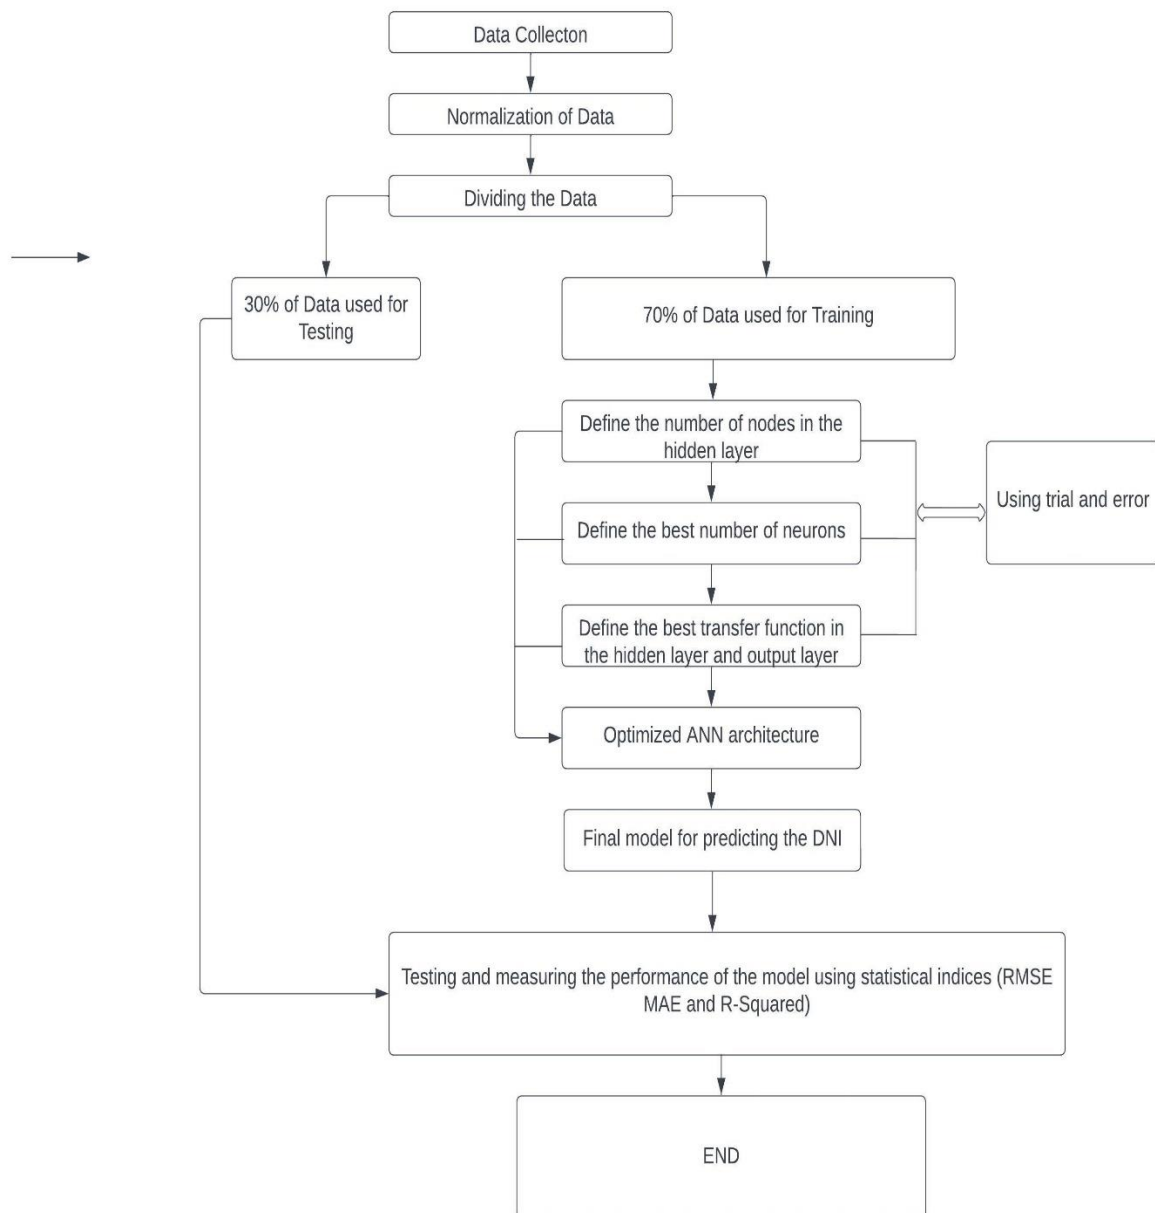 Data Collecton
Normalization of Data
Dividing the Data
30% of Data used for
Testing
70% of Data used for Training
Define the number of nodes in the
hidden layer
Using trial and error
Define the best number of neurons
Define the best transfer function in
the hidden layer and output layer
Optimized ANN architecture
Final model for predicting the DNI
Testing and measuring the performance of the model using statistical indices (RMSE
MAE and R-Squared)
END